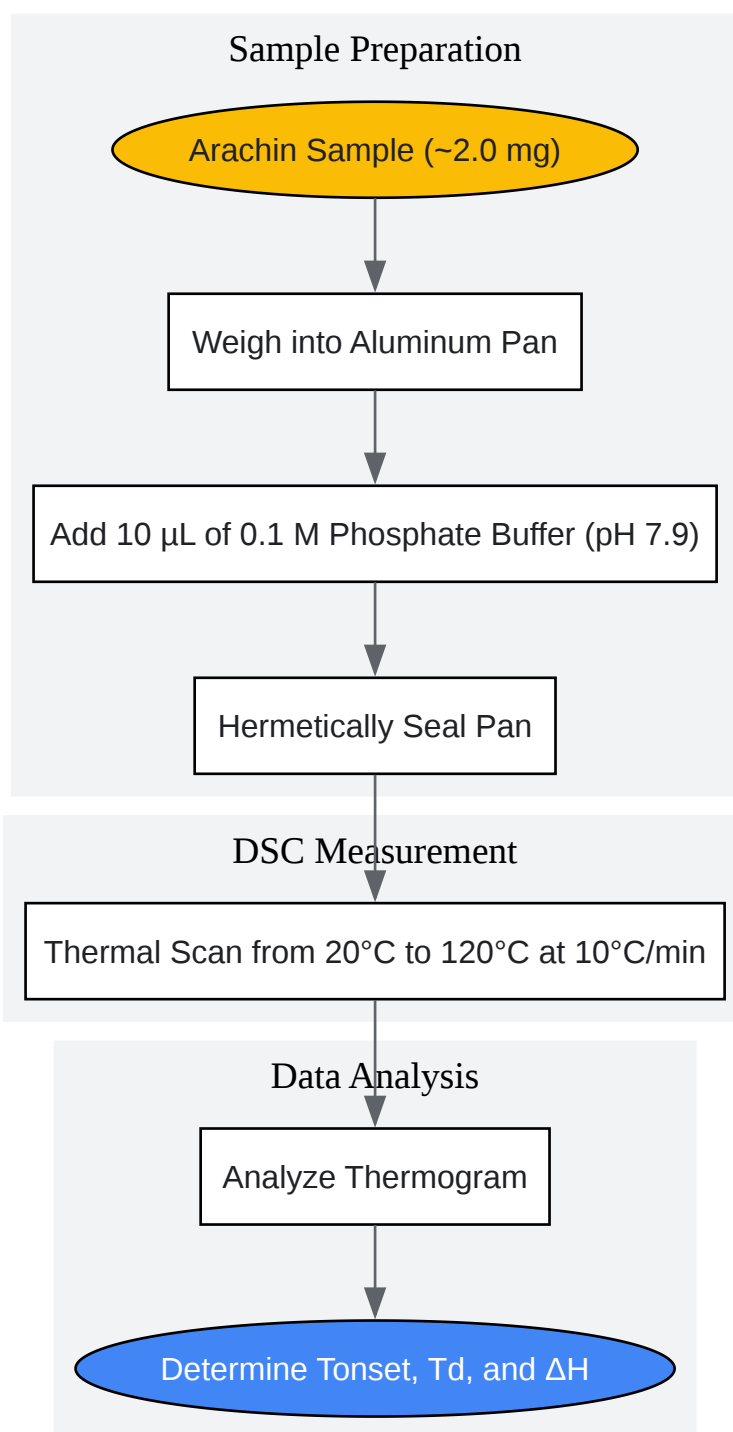 Sample Preparation
Arachin Sample (~2.0 mg)
Weigh into Aluminum Pan
Add 10 µL of 0.1 M Phosphate Buffer (pH 7.9)
Hermetically Seal Pan
DSC Measurement
Thermal Scan from 20°C to 120°C at 10°C/min
Data Analysis
Analyze Thermogram
Determine Tonset, Td, and ΔH